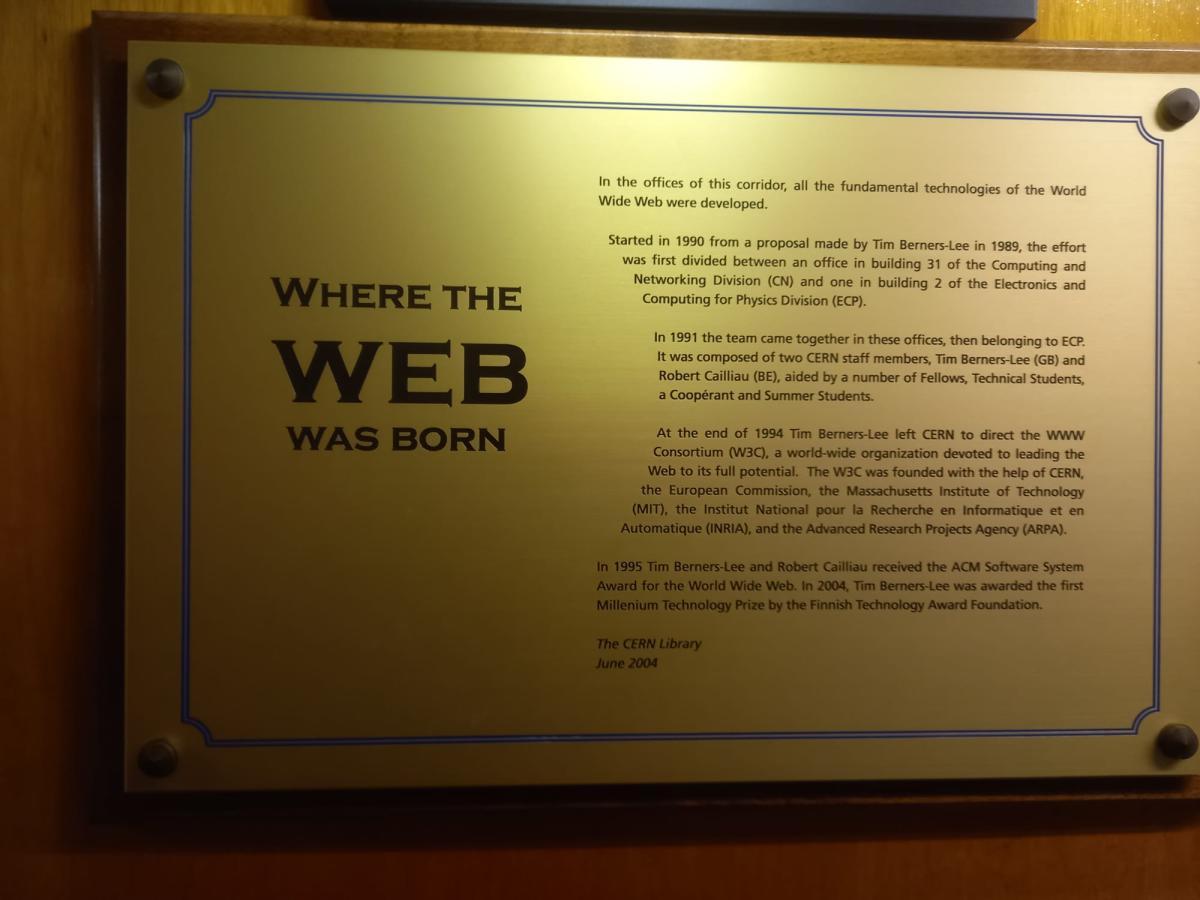 WHERE THE
WEB
WAS BORN
In the offices of this corridor, all the fundamental technologies of the World
Wide Web were developed.
Started in 1990 from a proposal made by Tim Berners-Lee in 1989, the effort
was first divided between an office in building 31 of the Computing and
Networking Division (CN) and one in building 2 of the Electronics and
Computing for Physics Division (ECP).
In 1991 the team came together in these offices, then belonging to ECP.
It was composed of two CERN staff members, Tim Berners-Lee (GB) and
Robert Cailliau (BE), aided by a number of Fellows, Technical Students,
a Coopérant and Summer Students.
At the end of 1994 Tim Berners-Lee left CERN to direct the WWW
Consortium (W3C), a world-wide organization devoted to leading the
Web to its full potential. The W3C was founded with the help of CERN,
the European Commission, the Massachusetts Institute of Technology
(MIT), the Institut National pour la Recherche en Informatique et en
Automatique (INRIA), and the Advanced Research Projects Agency (ARPA).
In 1995 Tim Berners-Lee and Robert Cailliau received the ACM Software System
Award for the World Wide Web. In 2004, Tim Berners-Lee was awarded the first
Millenium Technology Prize by the Finnish Technology Award Foundation.
The CERN Library
June 2004